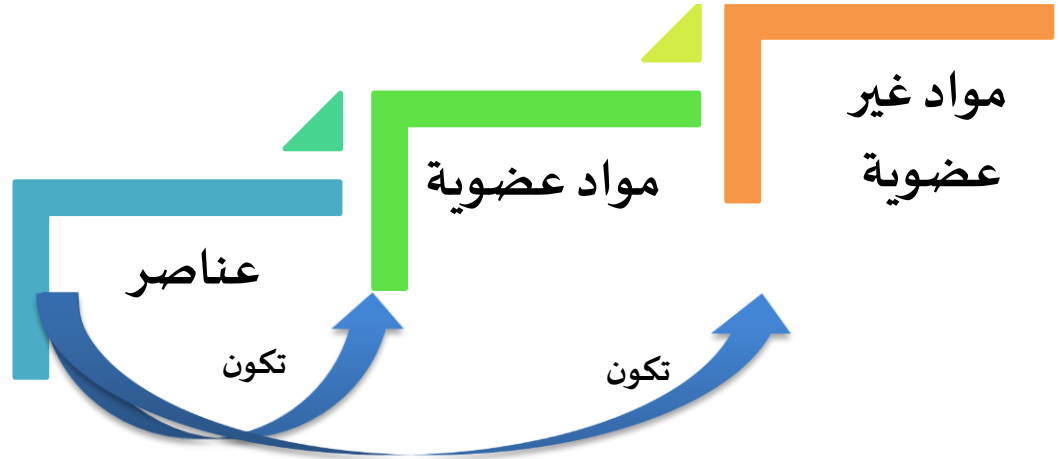 مواد غير
عضوية
مواد عضوية
عناصر
تكون
تكون